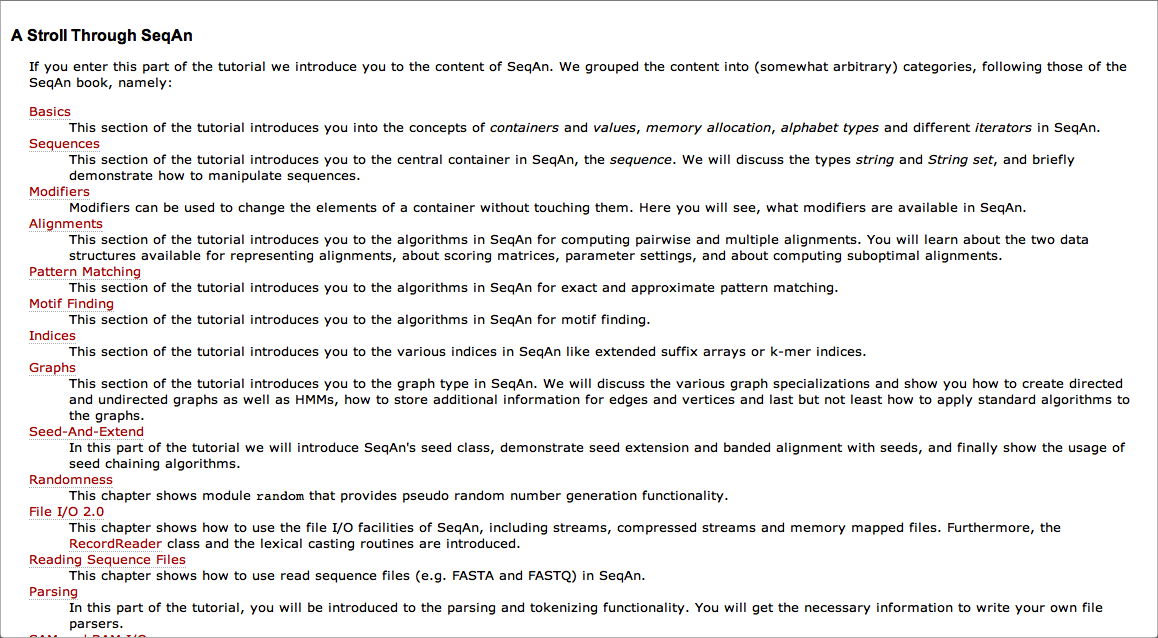 A Stroll Through SeqAn
If you enter this part of the tutorial we introduce you to the content of SeqAn. We grouped the content into (somewhat arbitrary) categories, following those of the
SeqAn book, namely:
Basics
This section of the tutorial introduces you into the concepts of containers and values, memory allocation, alphabet types and different iterators in SeqAn.
Sequences
This section of the tutorial introduces you to the central container in SeqAn, the sequence. We will discuss the types string and String set, and briefly
demonstrate how to manipulate sequences.
Modifiers
Modifiers can be used to change the elements of a container without touching them. Here you will see, what modifiers are available in SeqAn.
Alignments
This section of the tutorial introduces you to the algorithms in SeqAn for computing pairwise and multiple alignments. You will learn about the two data
structures available for representing alignments, about scoring matrices, parameter settings, and about computing suboptimal alignments.
Pattern Matching
This section of the tutorial introduces you to the algorithms in SeqAn for exact and approximate pattern matching.
Motif Finding
This section of the tutorial introduces you to the algorithms in SeqAn for motif finding.
Indices
This section of the tutorial introduces you to the various indices in SeqAn like extended suffix arrays or k-mer indices.
Graphs
This section of the tutorial introduces you to the graph type in SeqAn. We will discuss the various graph specializations and show you how to create directed
and undirected graphs as well as HMMs, how to store additional information for edges and vertices and last but not least how to apply standard algorithms to
the graphs.
Seed-And-Extend
In this part of the tutorial we will introduce SeqAn's seed class, demonstrate seed extension and banded alignment with seeds, and finally show the usage of
seed chaining algorithms.
Randomness
This chapter shows module random that provides pseudo random number generation functionality.
File I/O 2.0
This chapter shows how to use the file I/O facilities of SeqAn, including streams, compressed streams and memory mapped files. Furthermore, the
RecordReader class and the lexical casting routines are introduced.
Reading Sequence Files
This chapter shows how to use read sequence files (e.g. FASTA and FASTQ) in SeqAn.
Parsing
In this part of the tutorial, you will be introduced to the parsing and tokenizing functionality. You will get the necessary information to write your own file
parsers.